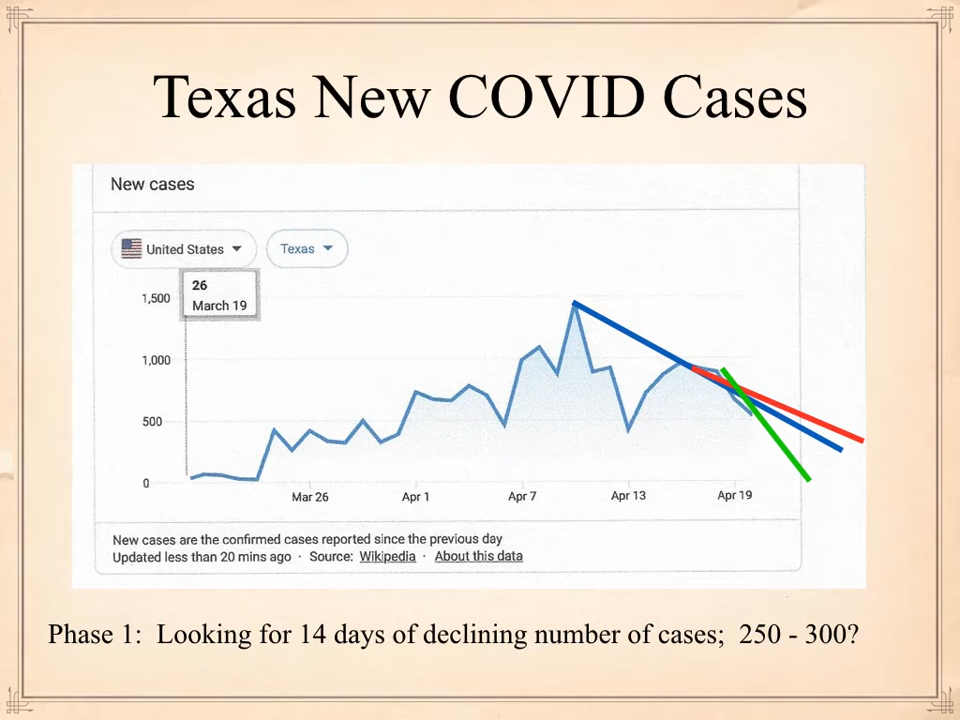 Texas New COVID Cases
New cases
United States
Texas
26
March 19
1,500
1,000
500
0
Mar 26
Apr 1
Apr 7
Apr 13
Apr 19
New cases are the confirmed cases reported since the previous day
Updated less than 20 mins ago · Source: Wikipedia · About this data
Phase 1: Looking for 14 days of declining number of cases; 250 - 300?